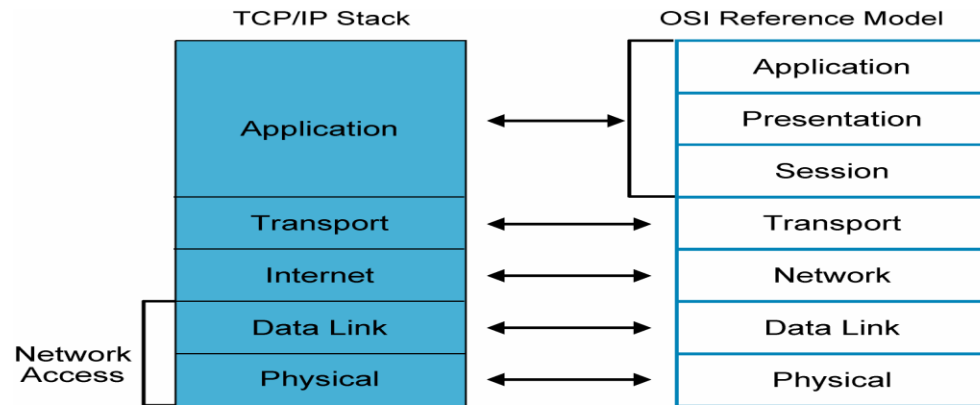 TCP/IP Stack
OSI Reference Model
Application
Transport
Internet
Data Link
Physical
Network
Access
Application
Presentation
Session
Transport
Network
Data Link
Physical